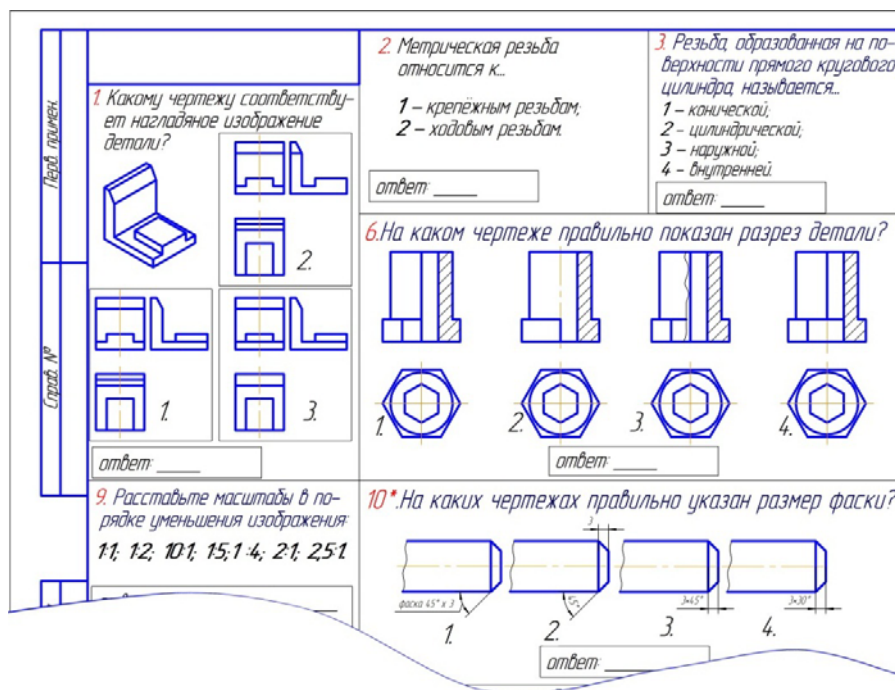 Перв. примен.
Справ. №
1. Какому чертежу соответству-
ет наглядное изображение
детали?
2.
1.
3.
ответ: _____
2. Метрическая резьба
относится к...
1 – крепёжным резьбам;
2 – ходовым резьбам.
ответ: _____
3. Резьба, образованная на по-
верхности прямого кругового
цилиндра, называется...
1 – конической;
2 – цилиндрической;
3 – наружной;
4 – внутренней.
ответ: _____
6. На каком чертеже правильно показан разрез детали?
1.
2.
3.
4.
ответ: _____
9. Расставьте масштабы в по-
рядке уменьшения изображения:
1:1; 1:2; 10:1; 1:5; 1:4; 2:1; 2,5:1.
10*. На каких чертежах правильно указан размер фаски?
3
фаска 45° х 3
45°
3×45°
3×30°
1.
2.
3.
4.
ответ: _____